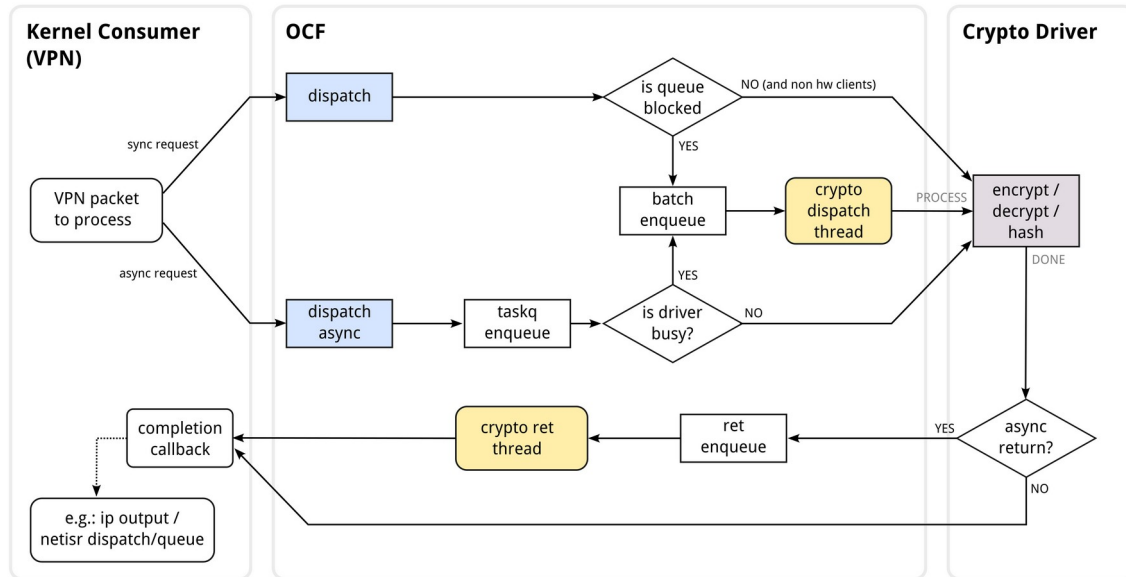 Kernel Consumer
(VPN)
OCF
Crypto Driver
dispatch
is queue
blocked
NO (and non hw clients)
sync request
YES
VPN packet
to process
batch
enqueue
crypto
dispatch
thread
PROCESS
encrypt /
decrypt /
hash
DONE
async request
YES
dispatch
async
taskq
enqueue
is driver
busy?
NO
completion
callback
crypto ret
thread
ret
enqueue
YES
async
return?
NO
e.g.: ip output /
netisr dispatch/queue